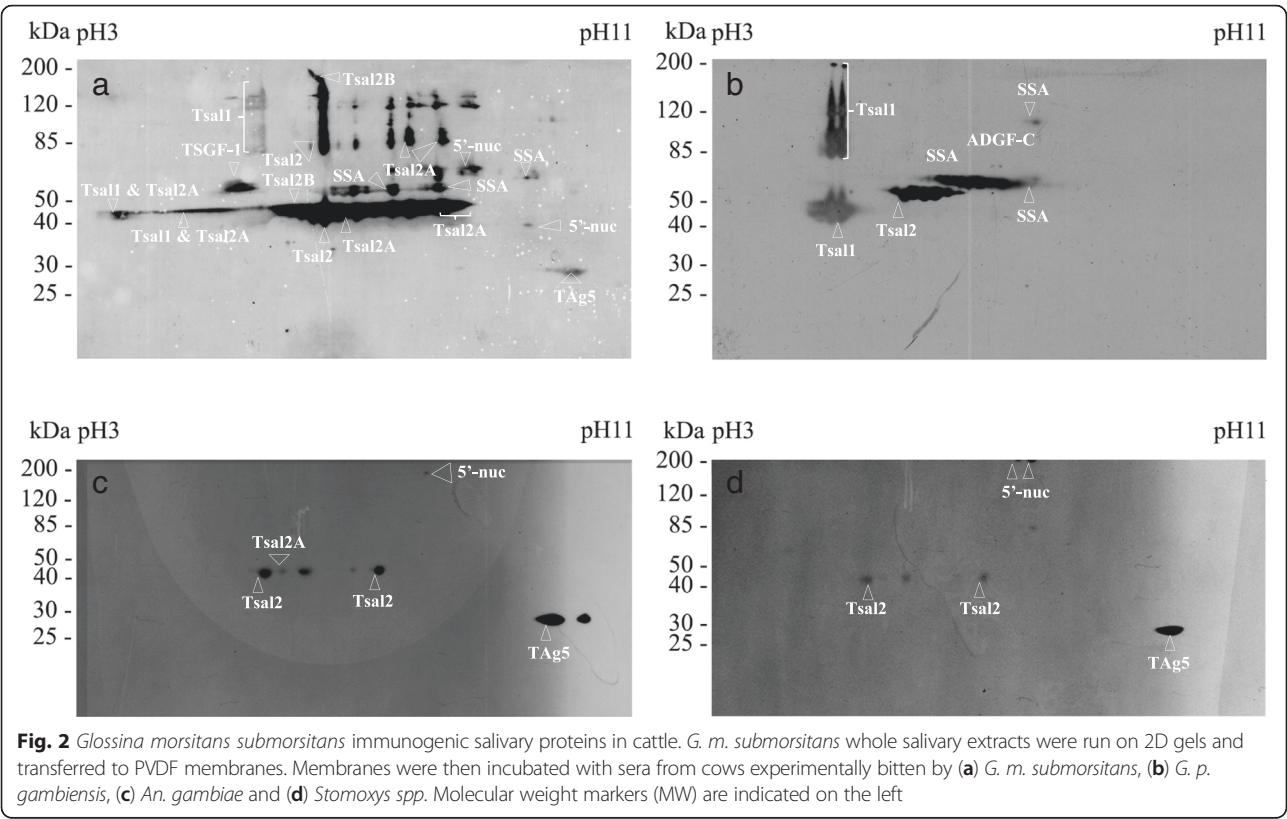 kDa pH3 pH11
200 -
120 -
85 -
50 -
40 -
30 -
25 -
a
Tsal2B
Tsal1
TSGF-1
Tsal2
Tsal2B
SSA
Tsal2A
5'-nuc
SSA
SSA
Tsal1 & Tsal2A
Tsal1 & Tsal2A
Tsal2
Tsal2A
Tsal2A
5'-nuc
TAg5
kDa pH3 pH11
200 -
120 -
85 -
50 -
40 -
30 -
25 -
b
Tsal1
SSA
ADGF-C
SSA
SSA
Tsal2
Tsal1
kDa pH3 pH11
200 -
120 -
85 -
50 -
40 -
30 -
25 -
c
5'-nuc
Tsal2A
Tsal2
Tsal2
TAg5
kDa pH3 pH11
200 -
120 -
85 -
50 -
40 -
30 -
25 -
d
5'-nuc
Tsal2
Tsal2
TAg5
Fig. 2 Glossina morsitans submorsitans immunogenic salivary proteins in cattle. G. m. submorsitans whole salivary extracts were run on 2D gels and
transferred to PVDF membranes. Membranes were then incubated with sera from cows experimentally bitten by (a) G. m. submorsitans, (b) G. p.
gambiensis, (c) An. gambiae and (d) Stomoxys spp. Molecular weight markers (MW) are indicated on the left